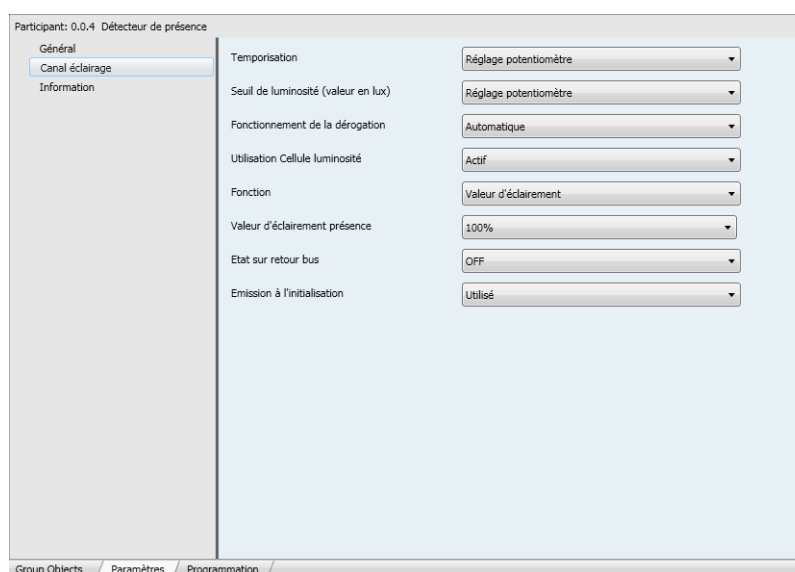 Participant: 0.0.4 Détecteur de présence
Général
Canal éclairage
Information
Temporisation Réglage potentiomètre
Seuil de luminosité (valeur en lux) Réglage potentiomètre
Fonctionnement de la dérogation Automatique
Utilisation Cellule luminosité Actif
Fonction Valeur d'éclairement
Valeur d'éclairement présence 100%
Etat sur retour bus OFF
Emission à l'initialisation Utilisé
Group Objects / Paramètres / Programmation /